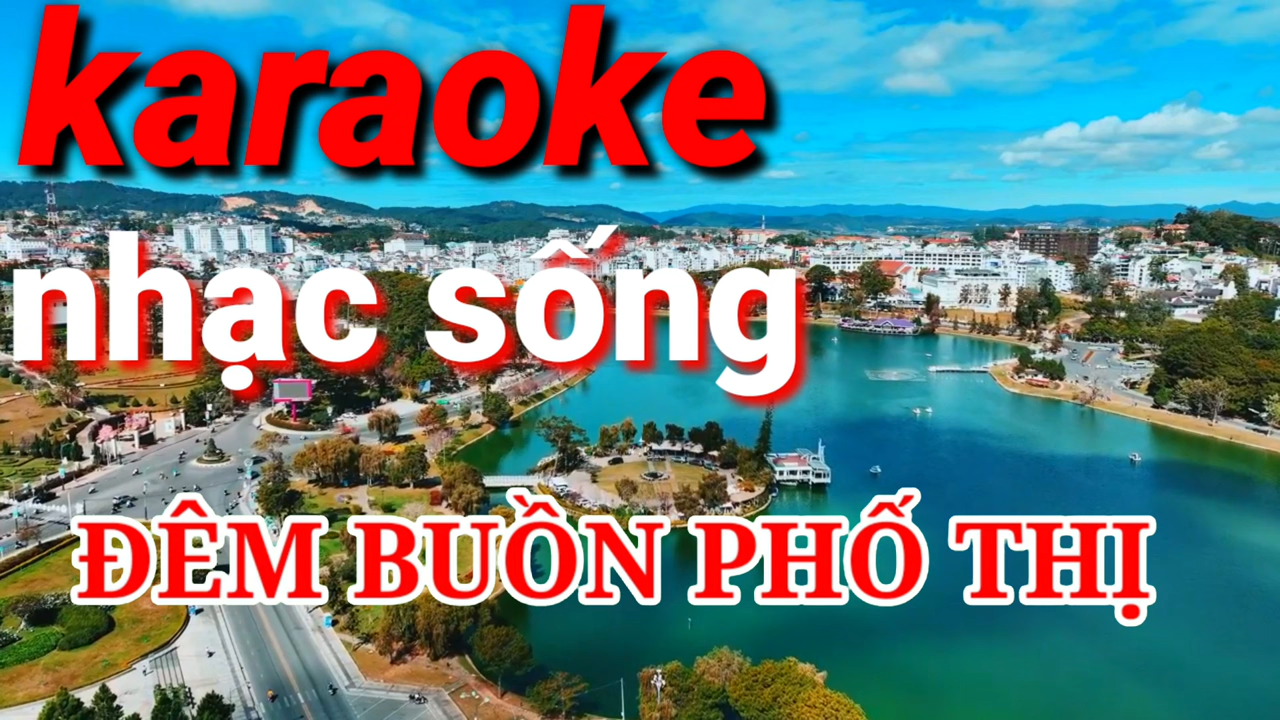 karaoke
nhạc sống
ĐÊM BUỒN PHỐ THỊ